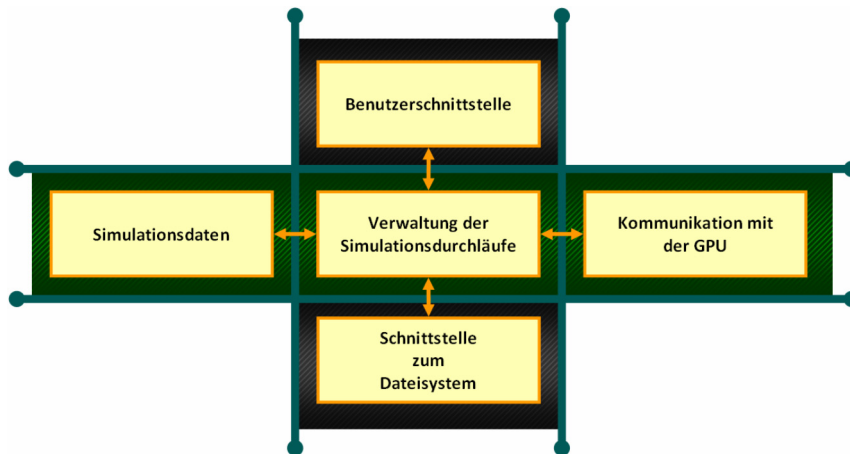 Benutzerschnittstelle
Simulationsdaten
Verwaltung der
Simulationsdurchläufe
Kommunikation mit
der GPU
Schnittstelle
zum
Dateisystem